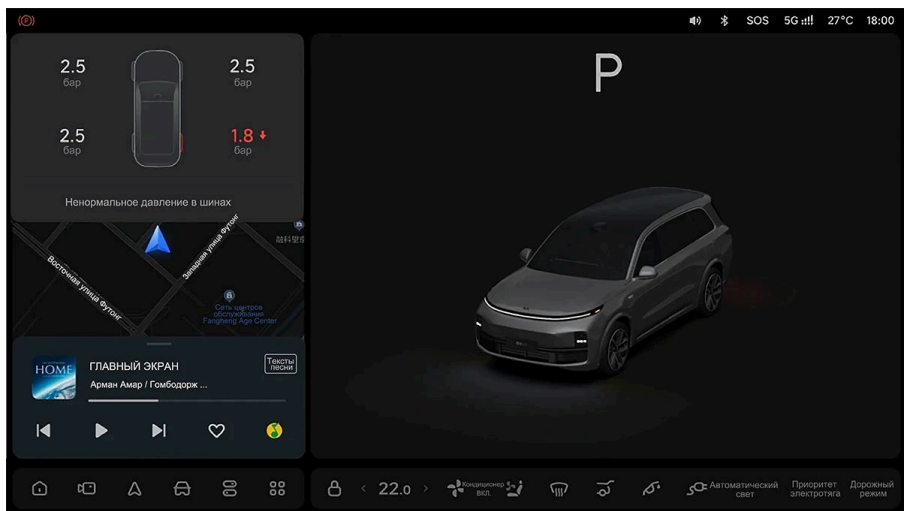 (P)
SOS
5G
27°C
18:00
2.5
бар
2.5
бар
2.5
бар
1.8
бар
Ненормальное давление в шинах
Восточная улица Футонг
Западная улица Футонг
Сеть центров
обслуживания
Fangheng Age Center
HOME
ГЛАВНЫЙ ЭКРАН
Арман Амар / Гомбодорж ...
Тексты
песни
P
22.0
Кондиционер
вкл.
Автоматический
свет
Приоритет
электротяга
Дорожный
режим